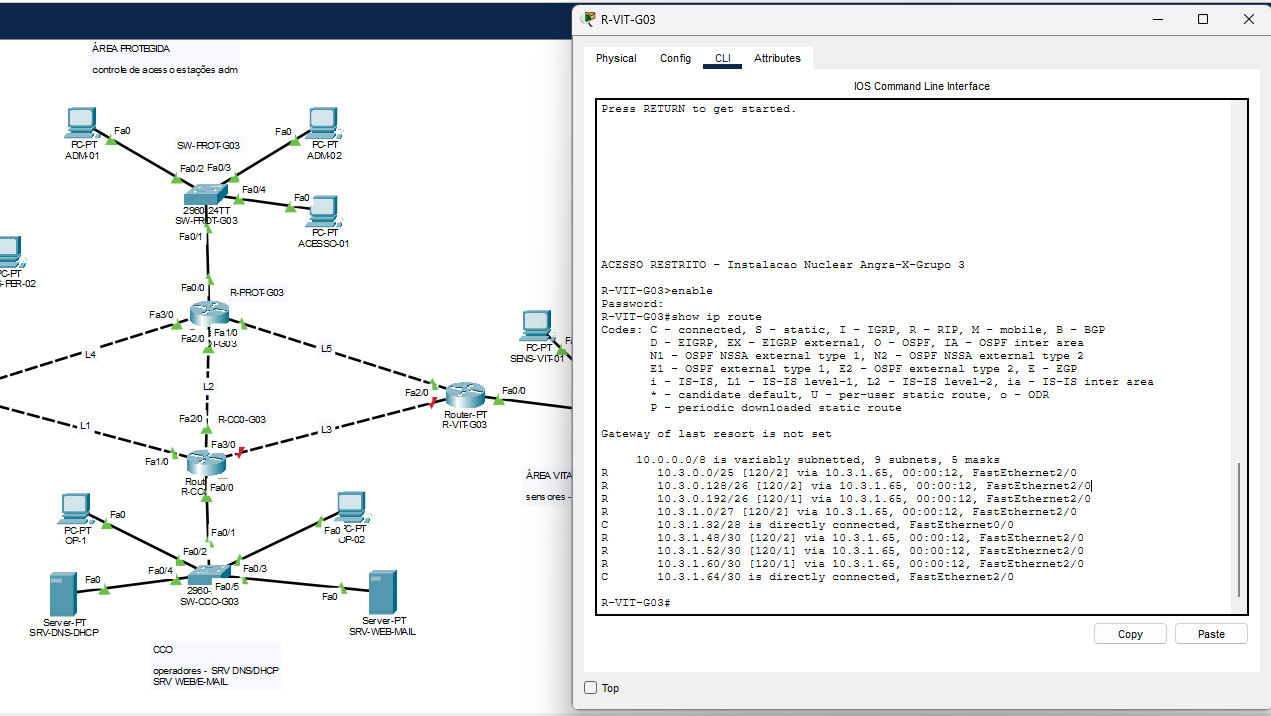 ÁREA PROTEGIDA
controle de acesso estações adm
Fa0
PC-PT
ADM-01
SW-PROT-G03
Fa0
PC-PT
ADM-02
Fa0/2
Fa0/3
Fa0/4
Fa0
2960-24TT
SW-PROT-G03
PC-PT
ACESSO-01
Fa0/1
Fa0/0
R-PROT-G03
Fa3/0
Fa1/0
Fa2/0
L4
L5
L2
PC-PT
SENS-VIT-01
Fa2/0
Fa0/0
Router-PT
R-VIT-G03
L1
L3
Fa2/0
R-CC0-G03
Fa3/0
Fa1/0
Fa0/0
ÁREA VITA
sensores -
PC-PT
OP-1
Fa0
Fa0/1
Fa0
OP-02
Fa0/2
Fa0/4
Fa0/3
Fa0/5
Fa0
Fa0
SW-CCO-G03
Server-PT
SRV-DNS-DHCP
Server-PT
SRV-WEB-MAIL
CCO
operadores - SRV DNS/DHCP
SRV WEB/E-MAIL
R-VIT-G03
Physical Config CLI Attributes
IOS Command Line Interface
Press RETURN to get started.
ACESSO RESTRITO - Instalacao Nuclear Angra-X-Grupo 3
R-VIT-G03>enable
Password:
R-VIT-G03#show ip route
Codes: C - connected, S - static, I - IGRP, R - RIP, M - mobile, B - BGP
D - EIGRP, EX - EIGRP external, O - OSPF, IA - OSPF inter area
N1 - OSPF NSSA external type 1, N2 - OSPF NSSA external type 2
E1 - OSPF external type 1, E2 - OSPF external type 2, E - EGP
i - IS-IS, L1 - IS-IS level-1, L2 - IS-IS level-2, ia - IS-IS inter area
* - candidate default, U - per-user static route, o - ODR
P - periodic downloaded static route
Gateway of last resort is not set
10.0.0.0/8 is variably subnetted, 9 subnets, 5 masks
R 10.3.0.0/25 [120/2] via 10.3.1.65, 00:00:12, FastEthernet2/0
R 10.3.0.128/26 [120/2] via 10.3.1.65, 00:00:12, FastEthernet2/0
R 10.3.0.192/26 [120/1] via 10.3.1.65, 00:00:12, FastEthernet2/0
R 10.3.1.0/27 [120/2] via 10.3.1.65, 00:00:12, FastEthernet2/0
C 10.3.1.32/28 is directly connected, FastEthernet0/0
R 10.3.1.48/30 [120/2] via 10.3.1.65, 00:00:12, FastEthernet2/0
R 10.3.1.52/30 [120/1] via 10.3.1.65, 00:00:12, FastEthernet2/0
R 10.3.1.60/30 [120/1] via 10.3.1.65, 00:00:12, FastEthernet2/0
C 10.3.1.64/30 is directly connected, FastEthernet2/0
R-VIT-G03#
Copy Paste
Top